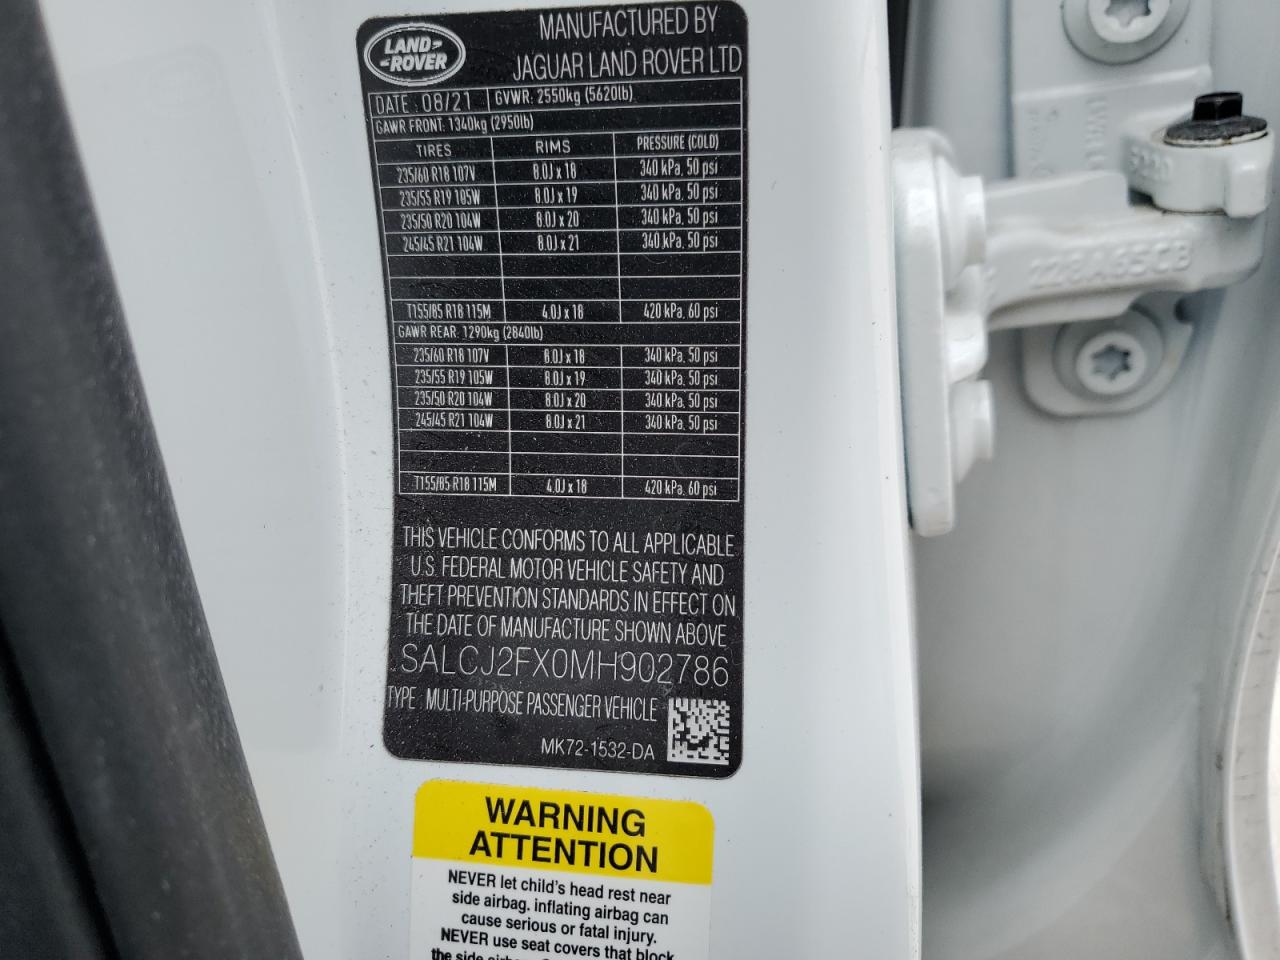 LAND-
-ROVER
MANUFACTURED BY
JAGUAR LAND ROVER LTD
DATE 08/21 GVWR: 2550kg (5620lb)
GAWR FRONT: 1340kg (2950lb)
TIRES RIMS PRESSURE (COLD)
235/60 R18 107V 8.0J x 18 340 kPa, 50 psi
235/55 R19 105W 8.0J x 19 340 kPa, 50 psi
235/50 R20 104W 8.0J x 20 340 kPa, 50 psi
245/45 R21 104W 8.0J x 21 340 kPa, 50 psi
T155/85 R18 115M 4.0J x 18 420 kPa, 60 psi
GAWR REAR: 1290kg (2840lb)
235/60 R18 107V 8.0J x 18 340 kPa, 50 psi
235/55 R19 105W 8.0J x 19 340 kPa, 50 psi
235/50 R20 104W 8.0J x 20 340 kPa, 50 psi
245/45 R21 104W 8.0J x 21 340 kPa, 50 psi
T155/85 R18 115M 4.0J x 18 420 kPa, 60 psi
THIS VEHICLE CONFORMS TO ALL APPLICABLE
U.S. FEDERAL MOTOR VEHICLE SAFETY AND
THEFT PREVENTION STANDARDS IN EFFECT ON
THE DATE OF MANUFACTURE SHOWN ABOVE
SALCJ2FX0MH902786
TYPE: MULTI-PURPOSE PASSENGER VEHICLE
MK72-1532-DA
WARNING
ATTENTION
NEVER let child's head rest near
side airbag. inflating airbag can
cause serious or fatal injury.
NEVER use seat covers that block
the side
228A65CB